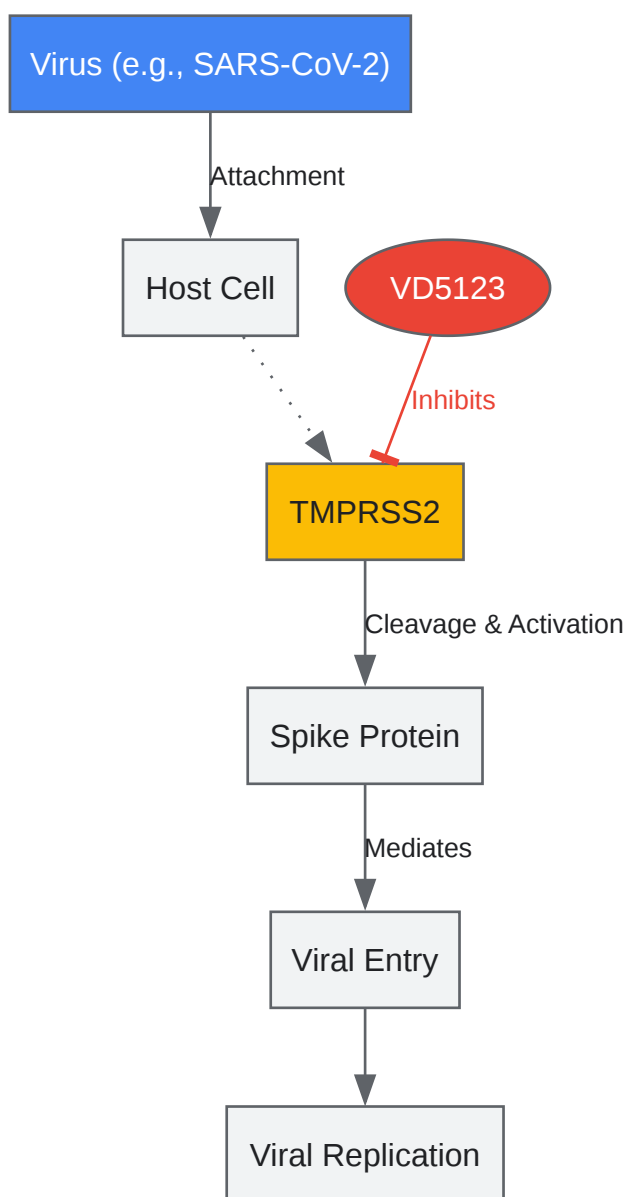 Virus (e.g., SARS-CoV-2)
Attachment
Host Cell
VD5123
Inhibits
TMPRSS2
Cleavage & Activation
Spike Protein
Mediates
Viral Entry
Viral Replication